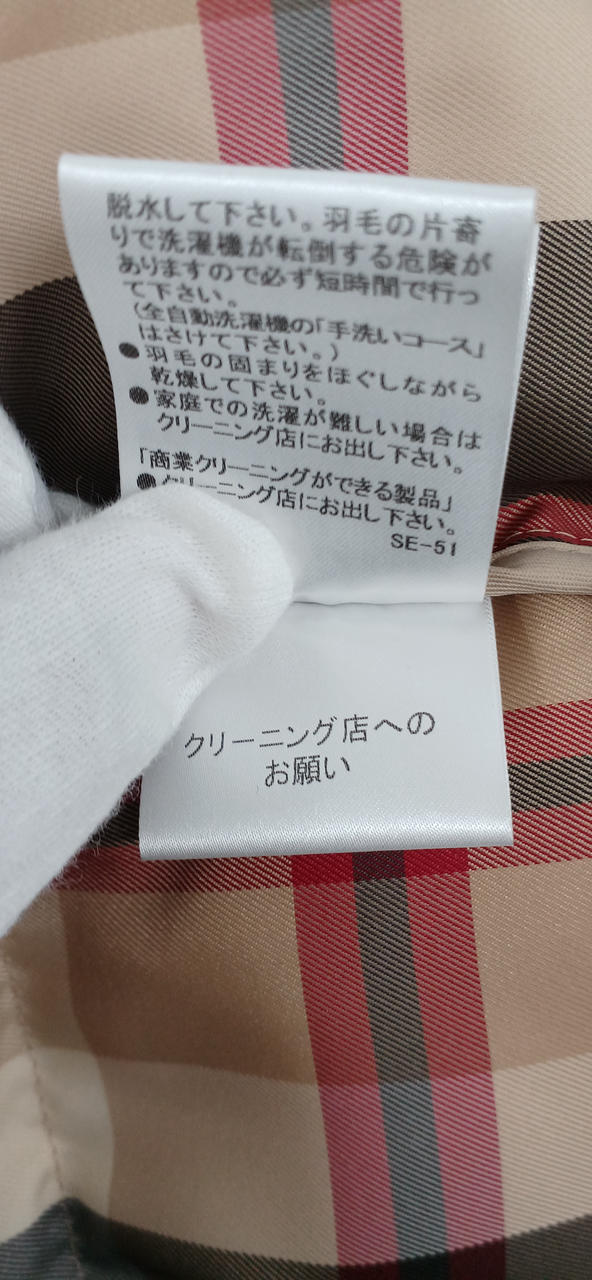 脱水して下さい。羽毛の片寄
りで洗濯機が転倒する危険が
ありますので必ず短時間で行っ
て下さい。
(全自動洗濯機の「手洗いコース」
はさけて下さい。)
●羽毛の固まりをほぐしながら
乾燥して下さい。
●家庭での洗濯が難しい場合は
クリーニング店にお出し下さい。
「商業クリーニングができる製品」
●クリーニング店にお出し下さい。
SE-51
クリーニング店への
お願い